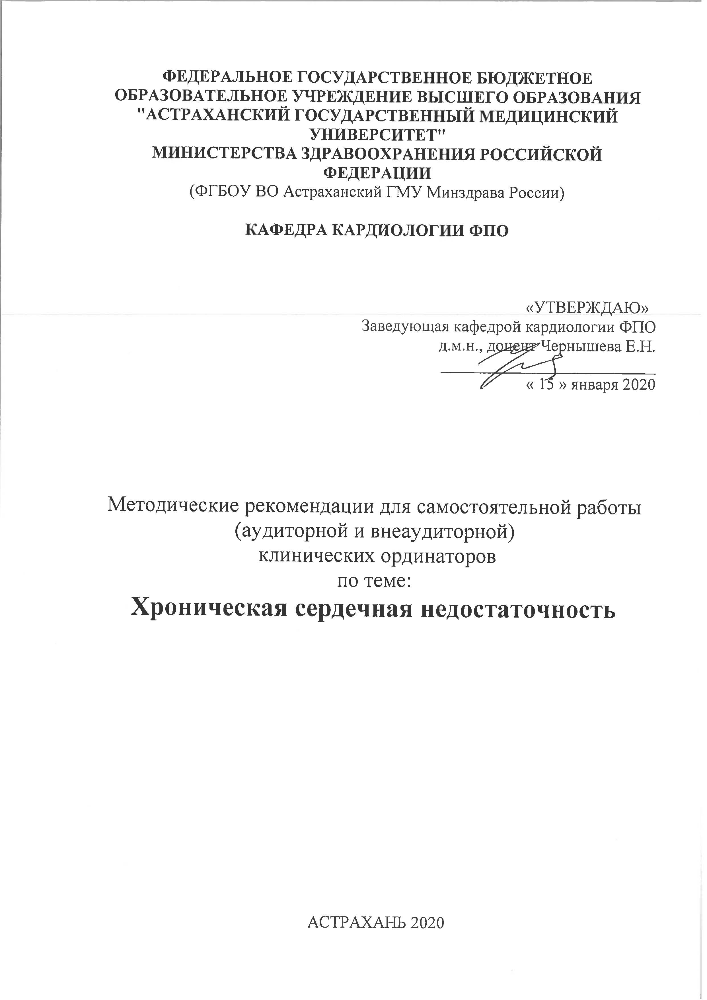 ФЕДЕРАЛЬНОЕ ГОСУДАРСТВЕННОЕ БЮДЖЕТНОЕ
ОБРАЗОВАТЕЛЬНОЕ УЧРЕЖДЕНИЕ ВЫСШЕГО ОБРАЗОВАНИЯ
"АСТРАХАНСКИЙ ГОСУДАРСТВЕННЫЙ МЕДИЦИНСКИЙ
УНИВЕРСИТЕТ"
МИНИСТЕРСТВА ЗДРАВООХРАНЕНИЯ РОССИЙСКОЙ
ФЕДЕРАЦИИ
(ФГБОУ ВО Астраханский ГМУ Минздрава России)
КАФЕДРА КАРДИОЛОГИИ ФПО
«УТВЕРЖДАЮ»
Заведующая кафедрой кардиологии ФПО
д.м.н., доцент Чернышева Е.Н.
« 15 » января 2020
Методические рекомендации для самостоятельной работы
(аудиторной и внеаудиторной)
клинических ординаторов
по теме:
Хроническая сердечная недостаточность
АСТРАХАНЬ 2020